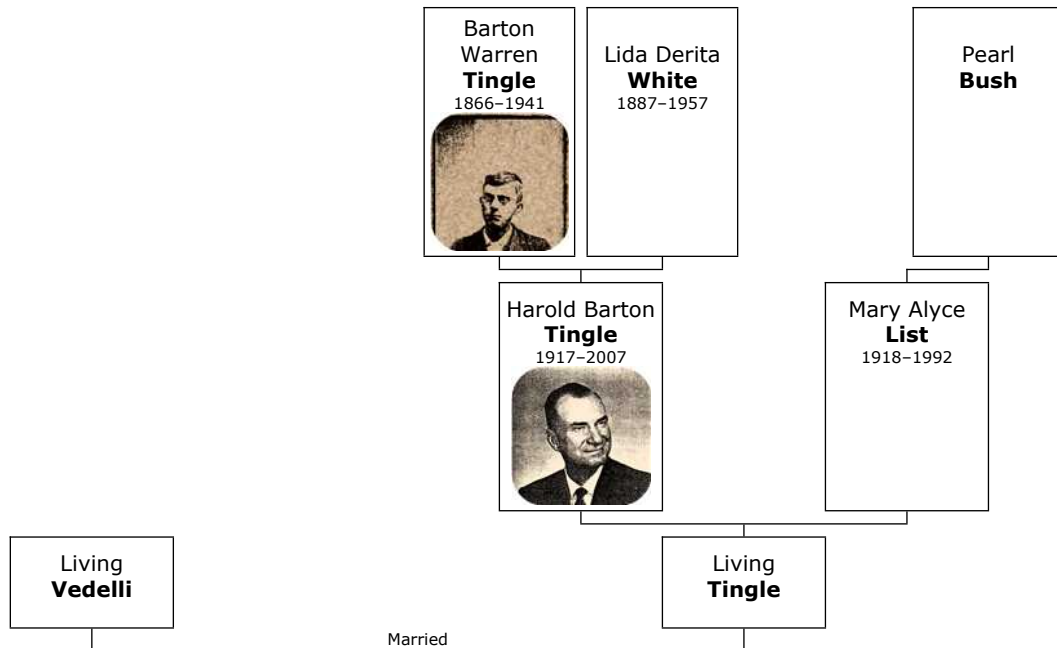 Barton
Warren
Tingle
1866–1941
Lida Derita
White
1887–1957
Pearl
Bush
Harold Barton
Tingle
1917–2007
Mary Alyce
List
1918–1992
Living
Vedelli
Living
Tingle
Married